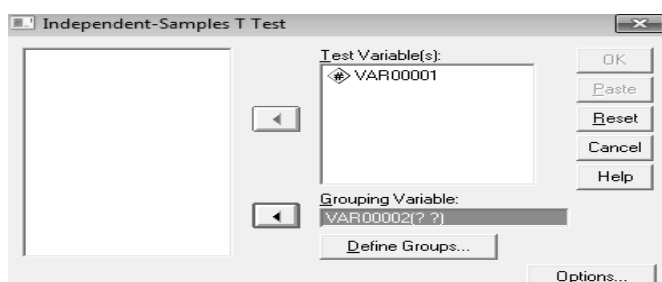 Independent-Samples T Test
Test Variable(s):
# VAR00001
OK
Paste
Reset
Cancel
Help
Grouping Variable:
VAR00002(? ?)
Define Groups...
Options...